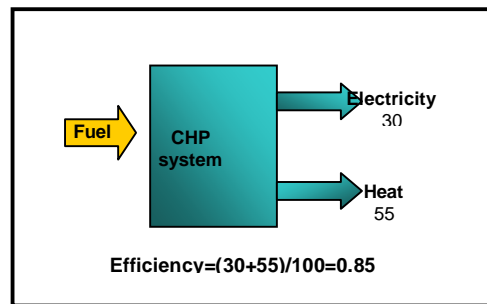 Electricity
30
Fuel
CHP
system
Heat
55
Efficiency=(30+55)/100=0.85